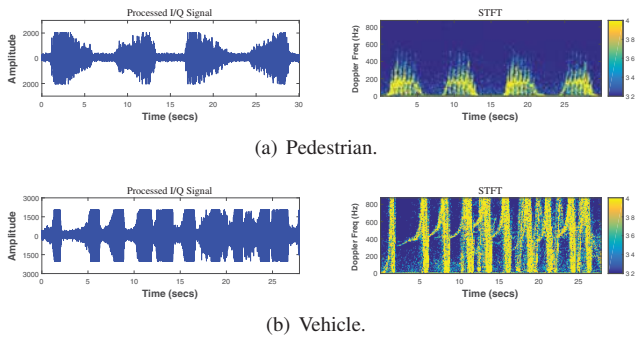 Processed I/Q Signal
Amplitude
2000
0
2000
0 5 10 15 20 25 30
Time (secs)
STFT
Doppler Freq (Hz)
800
600
400
200
0
5 10 15 20 25
Time (secs)
4
3.8
3.6
3.4
3.2
(a) Pedestrian.
Processed I/Q Signal
Amplitude
3000
1500
0
1500
3000
0 5 10 15 20 25
Time (secs)
STFT
Doppler Freq (Hz)
800
600
400
200
0
5 10 15 20 25
Time (secs)
4
3.8
3.6
3.4
3.2
(b) Vehicle.